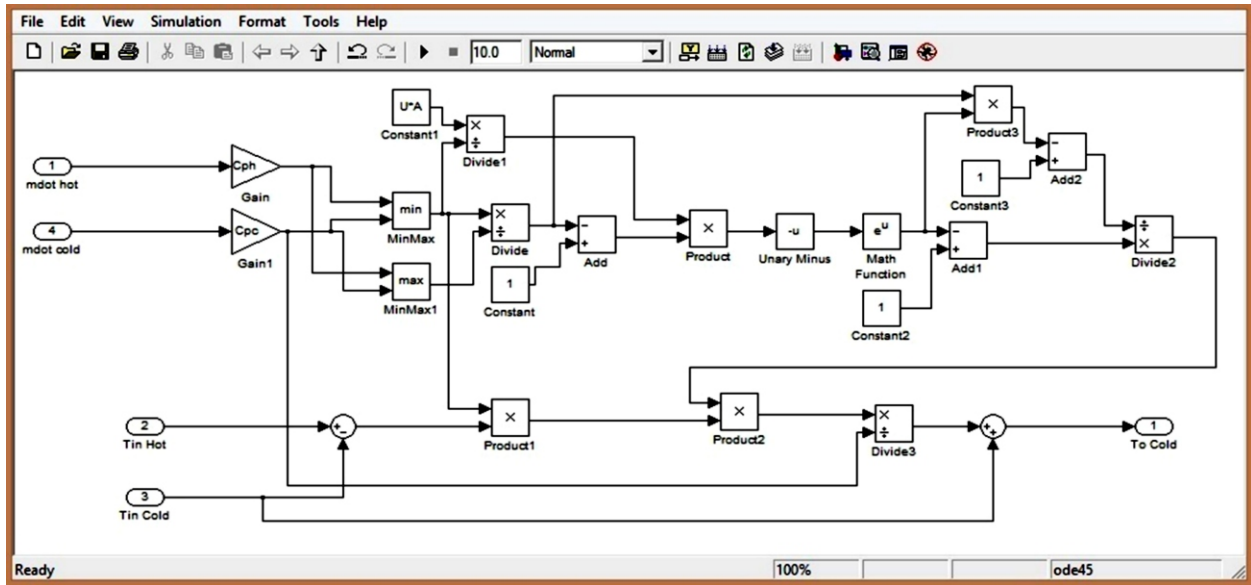 File Edit View Simulation Format Tools Help
10.0 Normal
U*A
Constant1
×
÷
Divide1
×
Product3
−
+
Add2
1
Constant3
1
mdot hot
Cph
Gain
4
mdot cold
Cpc
Gain1
min
MinMax
max
MinMax1
×
÷
Divide
1
Constant
−
+
Add
×
Product
-u
Unary Minus
e^u
Math
Function
−
+
Add1
1
Constant2
÷
×
Divide2
2
Tin Hot
+
−
3
Tin Cold
×
Product1
×
Product2
×
÷
Divide3
+
+
1
To Cold
Ready 100% ode45